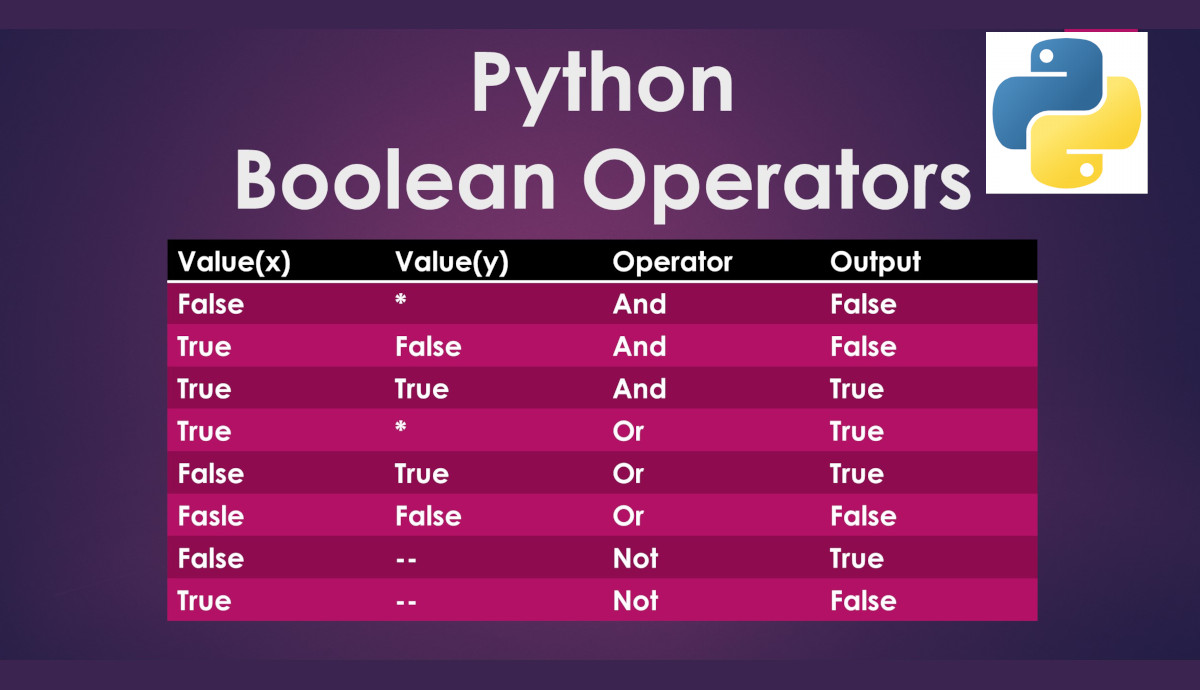 Python
Boolean Operators
Value(x) Value(y) Operator Output
False * And False
True False And False
True True And True
True * Or True
False True Or True
Fasle False Or False
False -- Not True
True -- Not False